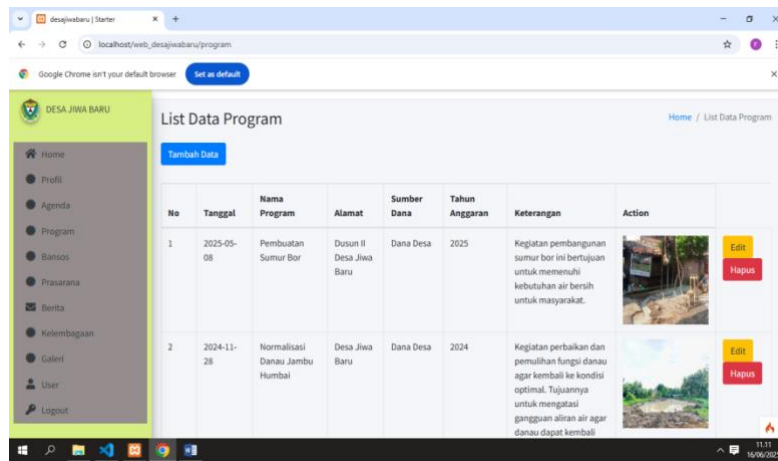 desajiwabaru | Starter
localhost/web_desajiwabaru/program
Google Chrome isn't your default browser Set as default
DESA JIWA BARU
Home
Profil
Agenda
Program
Bansos
Prasarana
Berita
Kelembagaan
Galeri
User
Logout
List Data Program
Home / List Data Program
Tambah Data
No Tanggal Nama Program Alamat Sumber Dana Tahun Anggaran Keterangan Action
1
2025-05-
08
Pembuatan
Sumur Bor
Dusun II
Desa Jiwa
Baru
Dana Desa
2025
Kegiatan pembangunan
sumur bor ini bertujuan
untuk memenuhi
kebutuhan air bersih
untuk masyarakat.
Edit
Hapus
2
2024-11-
28
Normalisasi
Danau Jambu
Humbai
Desa Jiwa
Baru
Dana Desa
2024
Kegiatan perbaikan dan
pemulihan fungsi danau
agar kembali ke kondisi
optimal. Tujuannya
untuk mengatasi
gangguan aliran air agar
danau dapat kembali
Edit
Hapus
11.11